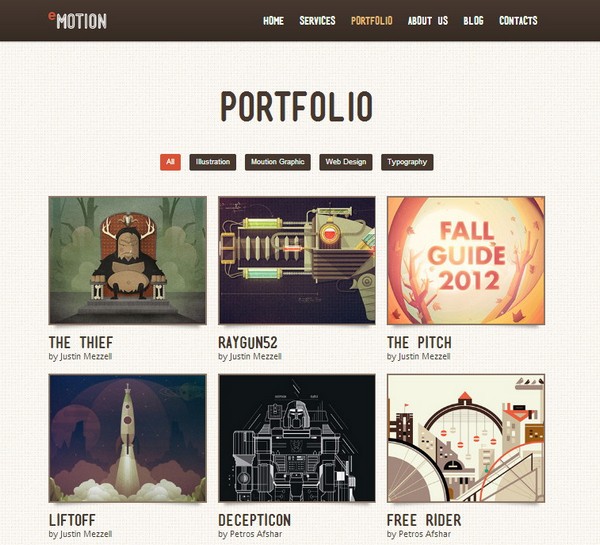 eMOTION
HOME SERVICES PORTFOLIO ABOUT US BLOG CONTACTS
PORTFOLIO
All Illustration Moution Graphic Web Design Typography
FALL
GUIDE
2012
THE THIEF RAYGUN52 THE PITCH
by Justin Mezzell by Justin Mezzell by Justin Mezzell
LIFTOFF DECEPTICON FREE RIDER
by Justin Mezzell by Petros Afshar by Petros Afshar